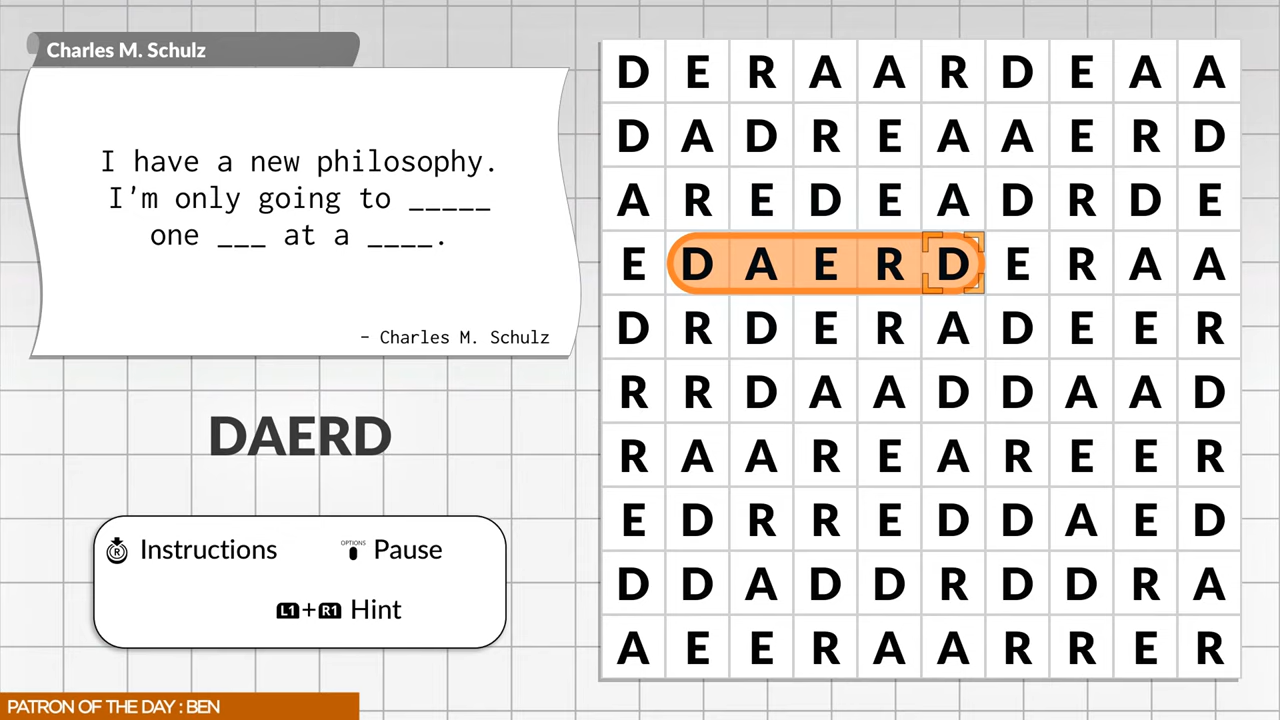 Charles M. Schulz
I have a new philosophy.
I'm only going to _____
one ___ at a ____.
– Charles M. Schulz
DAERD
R Instructions
OPTIONS Pause
L1+R1 Hint
PATRON OF THE DAY : BEN
D E R A A R D E A A
D A D R E A A E R D
A R E D E A D R D E
E D A E R D E R A A
D R D E R A D E E R
R R D A A D D A A D
R A A R E A R E E R
E D R R E D D A E D
D D A D D R D D R A
A E E R A A R R E R